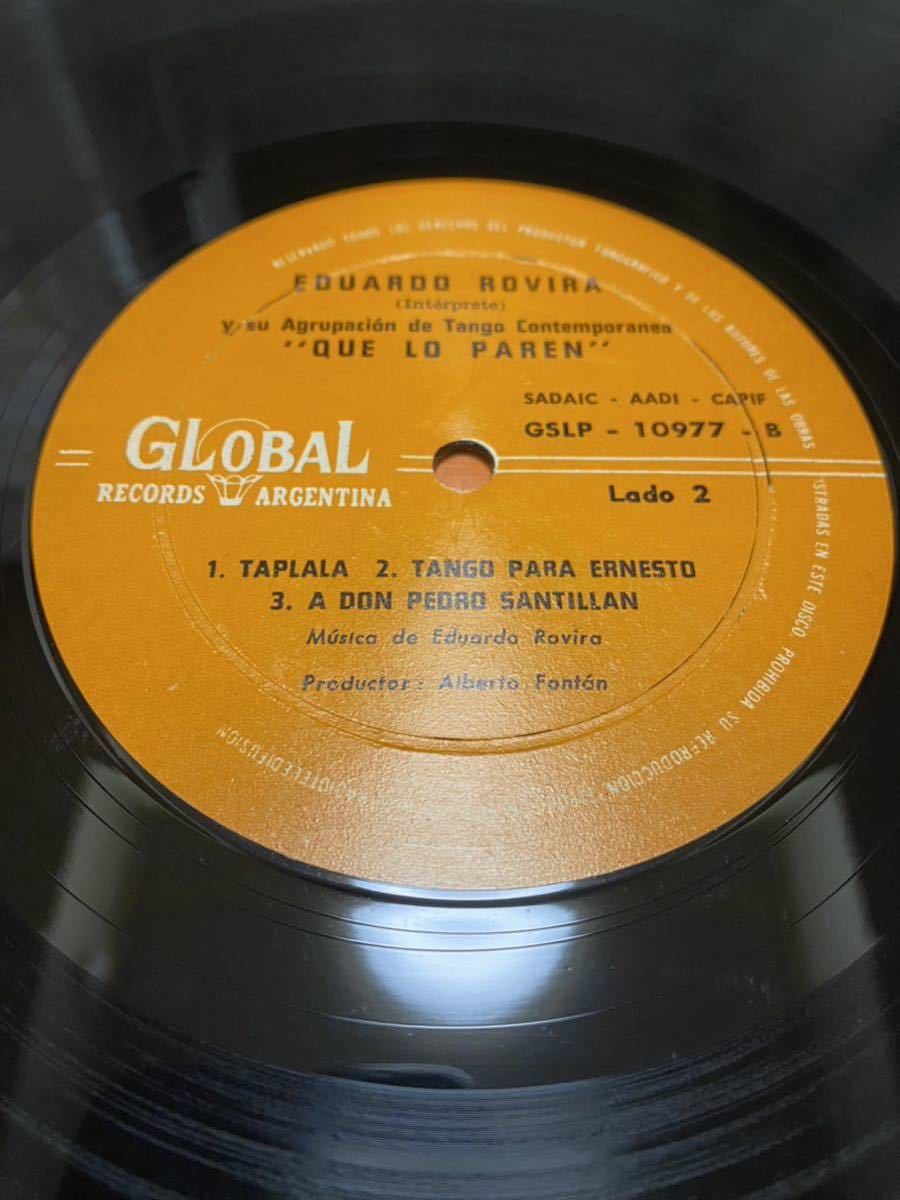 RESERVADO TODOS LOS DERECHOS DEL PRODUCTOR FONOGRAFICO Y DE LOS AUTORES DE LAS OBRAS
STRADAS EN ESTE DISCO. PROHIBIDA SU REPRODUCCION,
EDUARDO ROVIRA
(Intérprete)
y su Agrupación de Tango Contemporaneo
"QUE LO PAREN"
SADAIC - AADI - CAPIF
GSLP - 10977 - B
Lado 2
GLOBAL
RECORDS ARGENTINA
1. TAPLALA 2. TANGO PARA ERNESTO
3. A DON PEDRO SANTILLAN
Música de Eduardo Rovira
Productor: Alberto Fontán